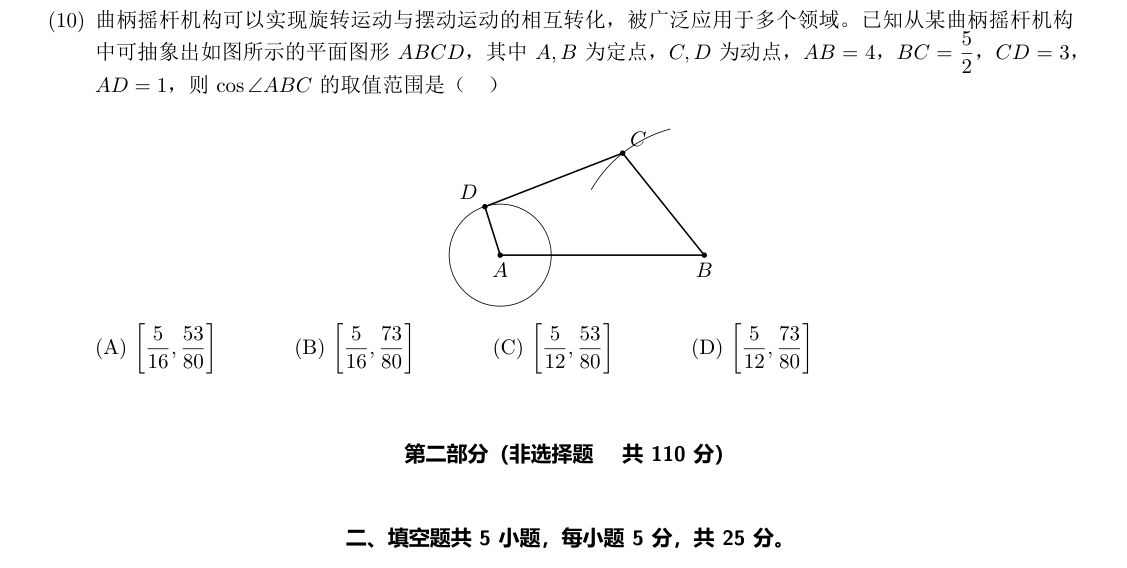 (10) 曲柄摇杆机构可以实现旋转运动与摆动运动的相互转化，被广泛应用于多个领域。已知从某曲柄摇杆机构
中可抽象出如图所示的平面图形 ABCD，其中 A, B 为定点，C, D 为动点，AB = 4，BC = 5/2，CD = 3，
AD = 1，则 cos∠ABC 的取值范围是（　）
C
D
A B
(A) [5/16, 53/80] (B) [5/16, 73/80] (C) [5/12, 53/80] (D) [5/12, 73/80]
第二部分（非选择题　共 110 分）
二、填空题共 5 小题，每小题 5 分，共 25 分。